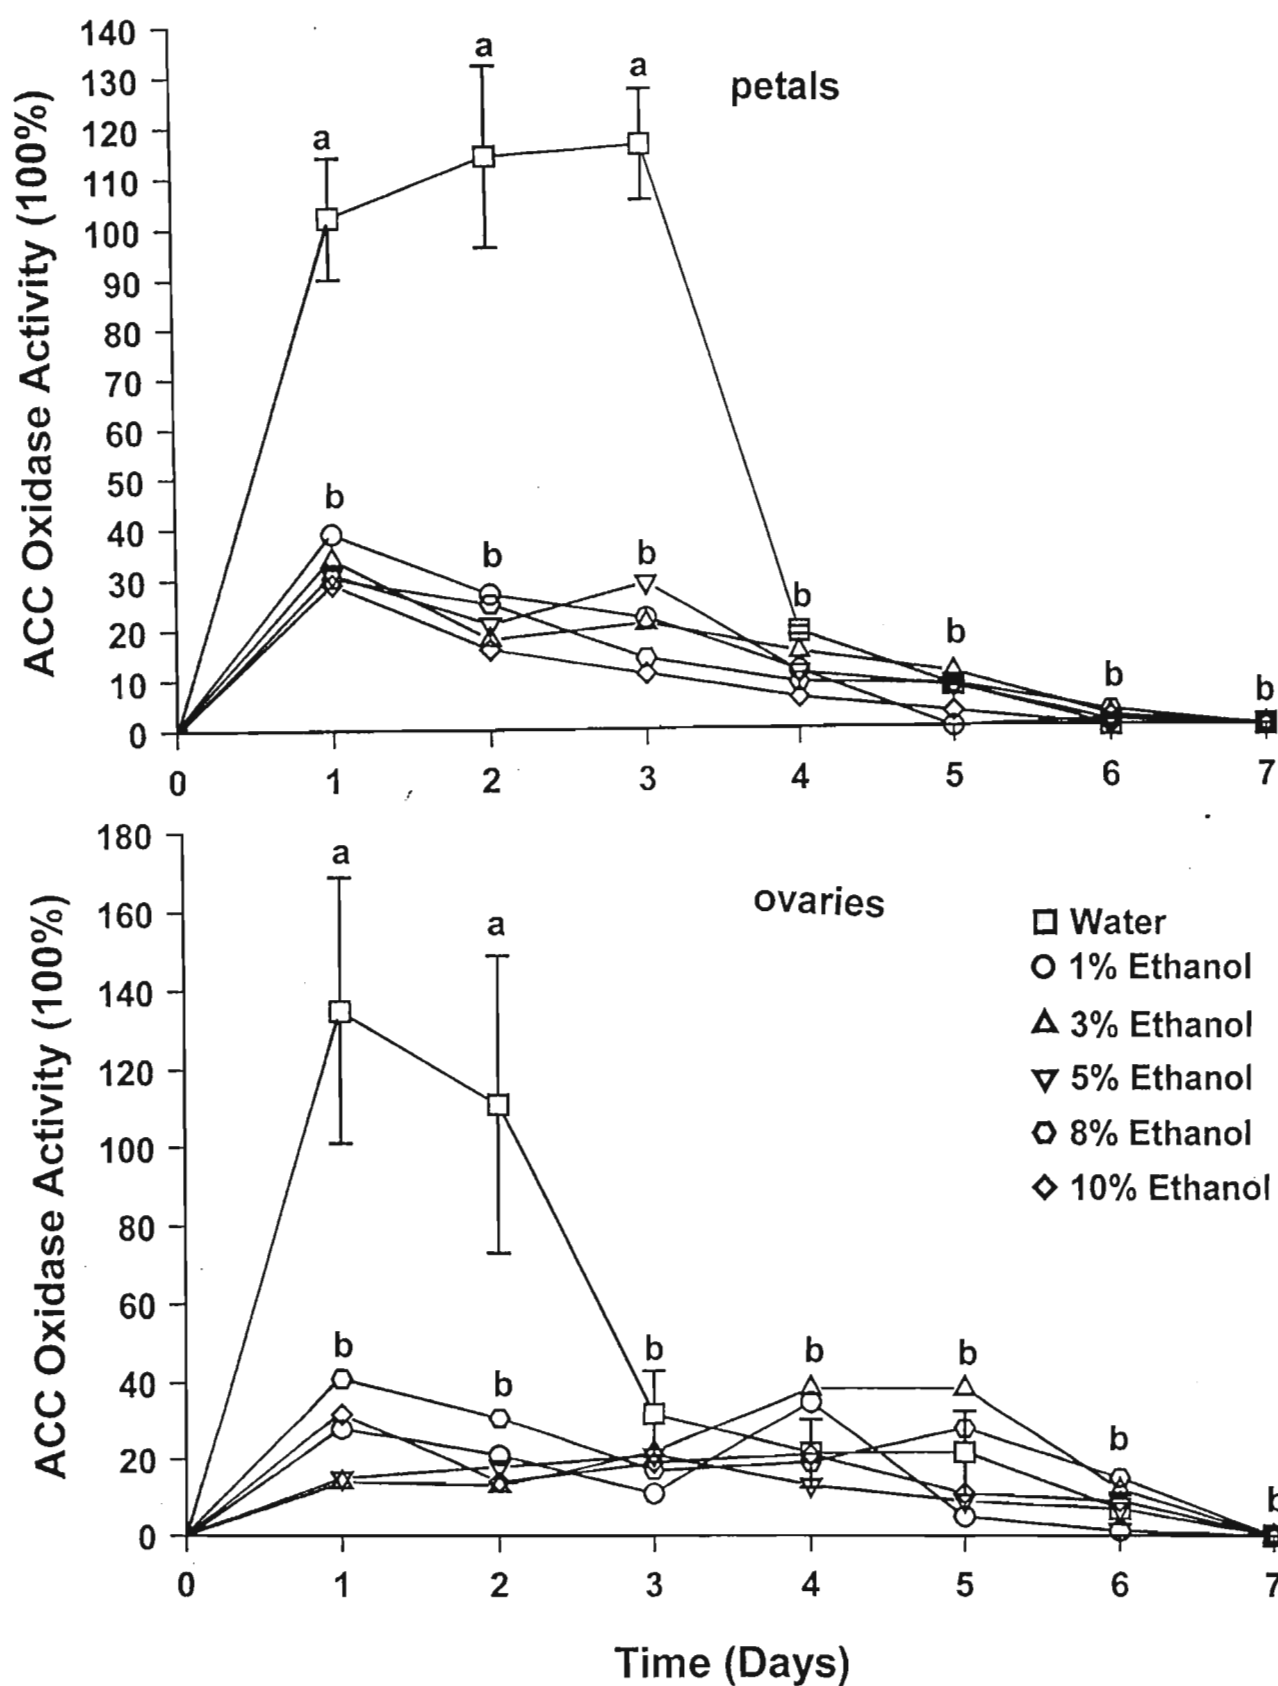 140
130
120
110
100
90
80
70
60
50
40
30
20
10
0
ACC Oxidase Activity (100%)
petals
a
a
a
b
b
b
b
b
b
b
0 1 2 3 4 5 6 7
180
160
140
120
100
80
60
40
20
0
ACC Oxidase Activity (100%)
ovaries
a
a
b
b
b
b
b
b
b
Water
1% Ethanol
3% Ethanol
5% Ethanol
8% Ethanol
10% Ethanol
0 1 2 3 4 5 6 7
Time (Days)